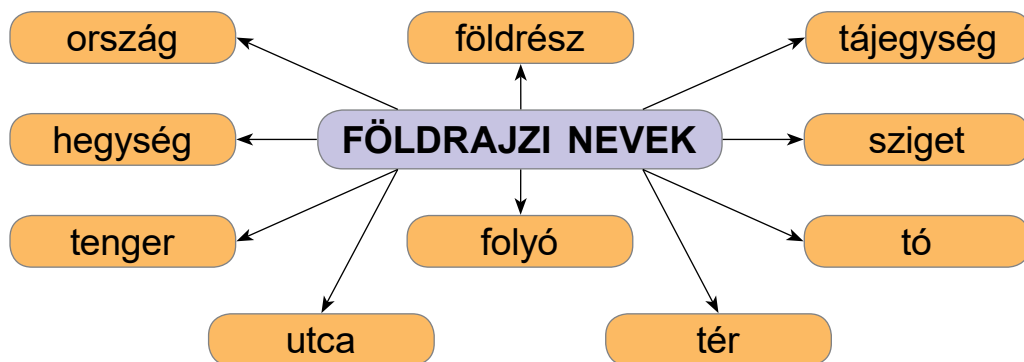 ország
földrész
tájegység
hegység
FÖLDRAJZI NEVEK
sziget
tenger
folyó
tó
utca
tér